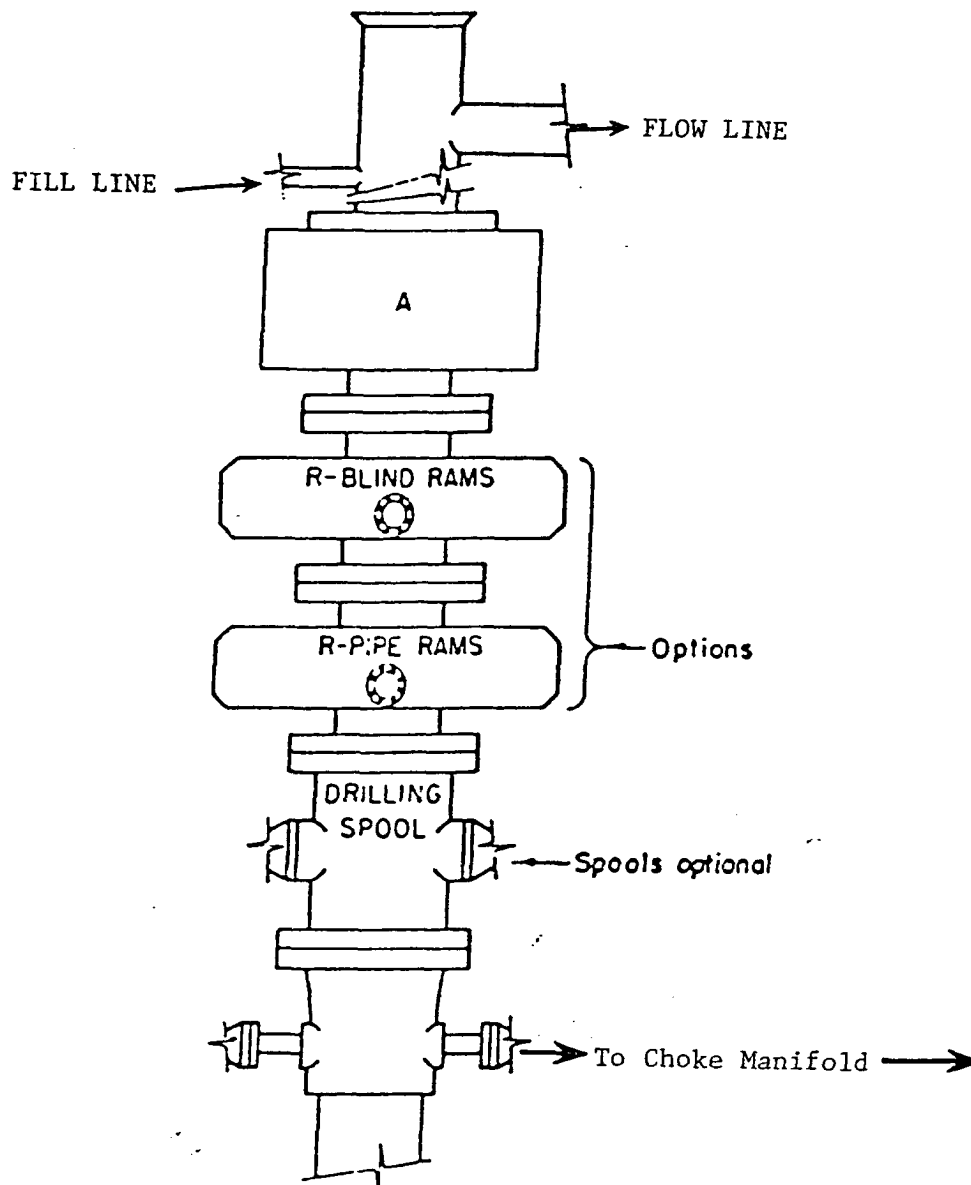 FLOW LINE
FILL LINE
A
R-BLIND RAMS
R-PIPE RAMS
Options
DRILLING
SPOOL
Spools optional
To Choke Manifold